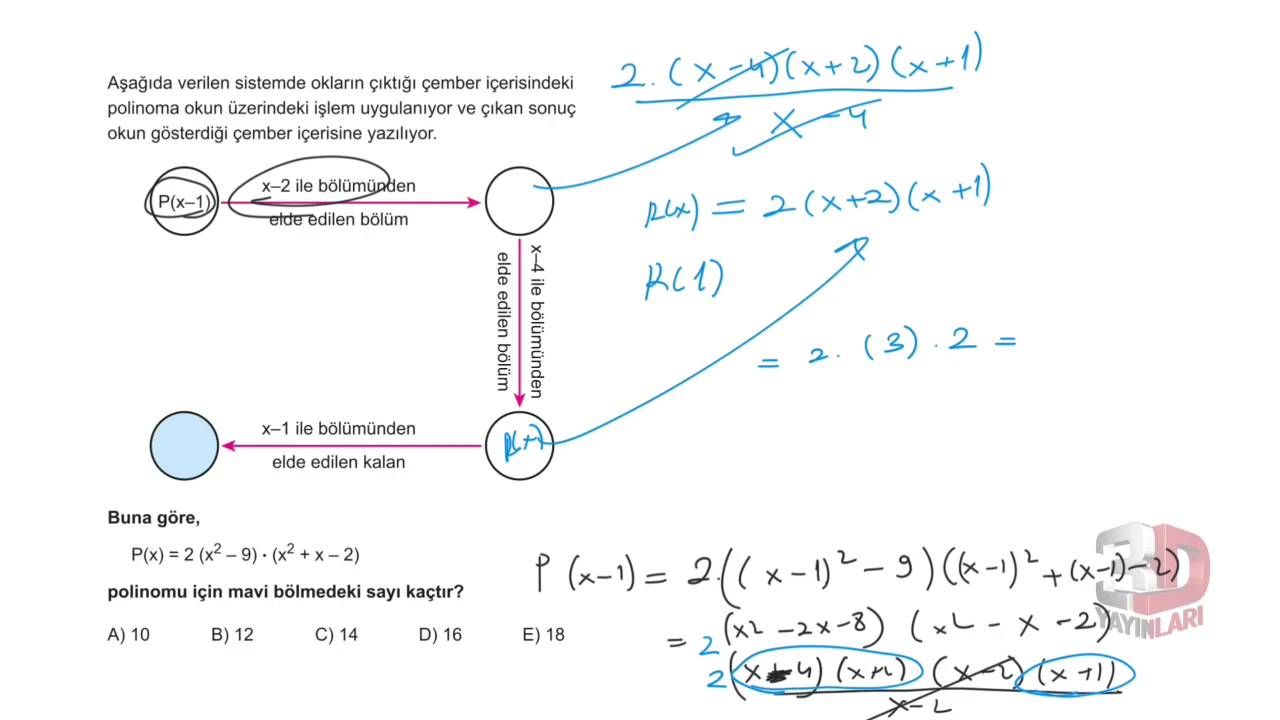 Aşağıda verilen sistemde okların çıktığı çember içerisindeki
polinoma okun üzerindeki işlem uygulanıyor ve çıkan sonuç
okun gösterdiği çember içerisine yazılıyor.
P(x–1)
x–2 ile bölümünden
elde edilen bölüm
x–4 ile bölümünden
elde edilen bölüm
x–1 ile bölümünden
elde edilen kalan
Buna göre,
P(x) = 2 (x² – 9) · (x² + x – 2)
polinomu için mavi bölmedeki sayı kaçtır?
A) 10 B) 12 C) 14 D) 16 E) 18
2.(x-4)(x+2)(x+1)
x-4
R(x) = 2(x+2)(x+1)
R(1)
= 2.(3).2 =
R(x)
P(x-1) = 2.((x-1)² - 9)((x-1)² + (x-1) - 2)
= 2(x² - 2x - 8) (x² - x - 2)
2(x-4)(x+2)(x-2)(x+1)
x-2
3D
YAYINLARI